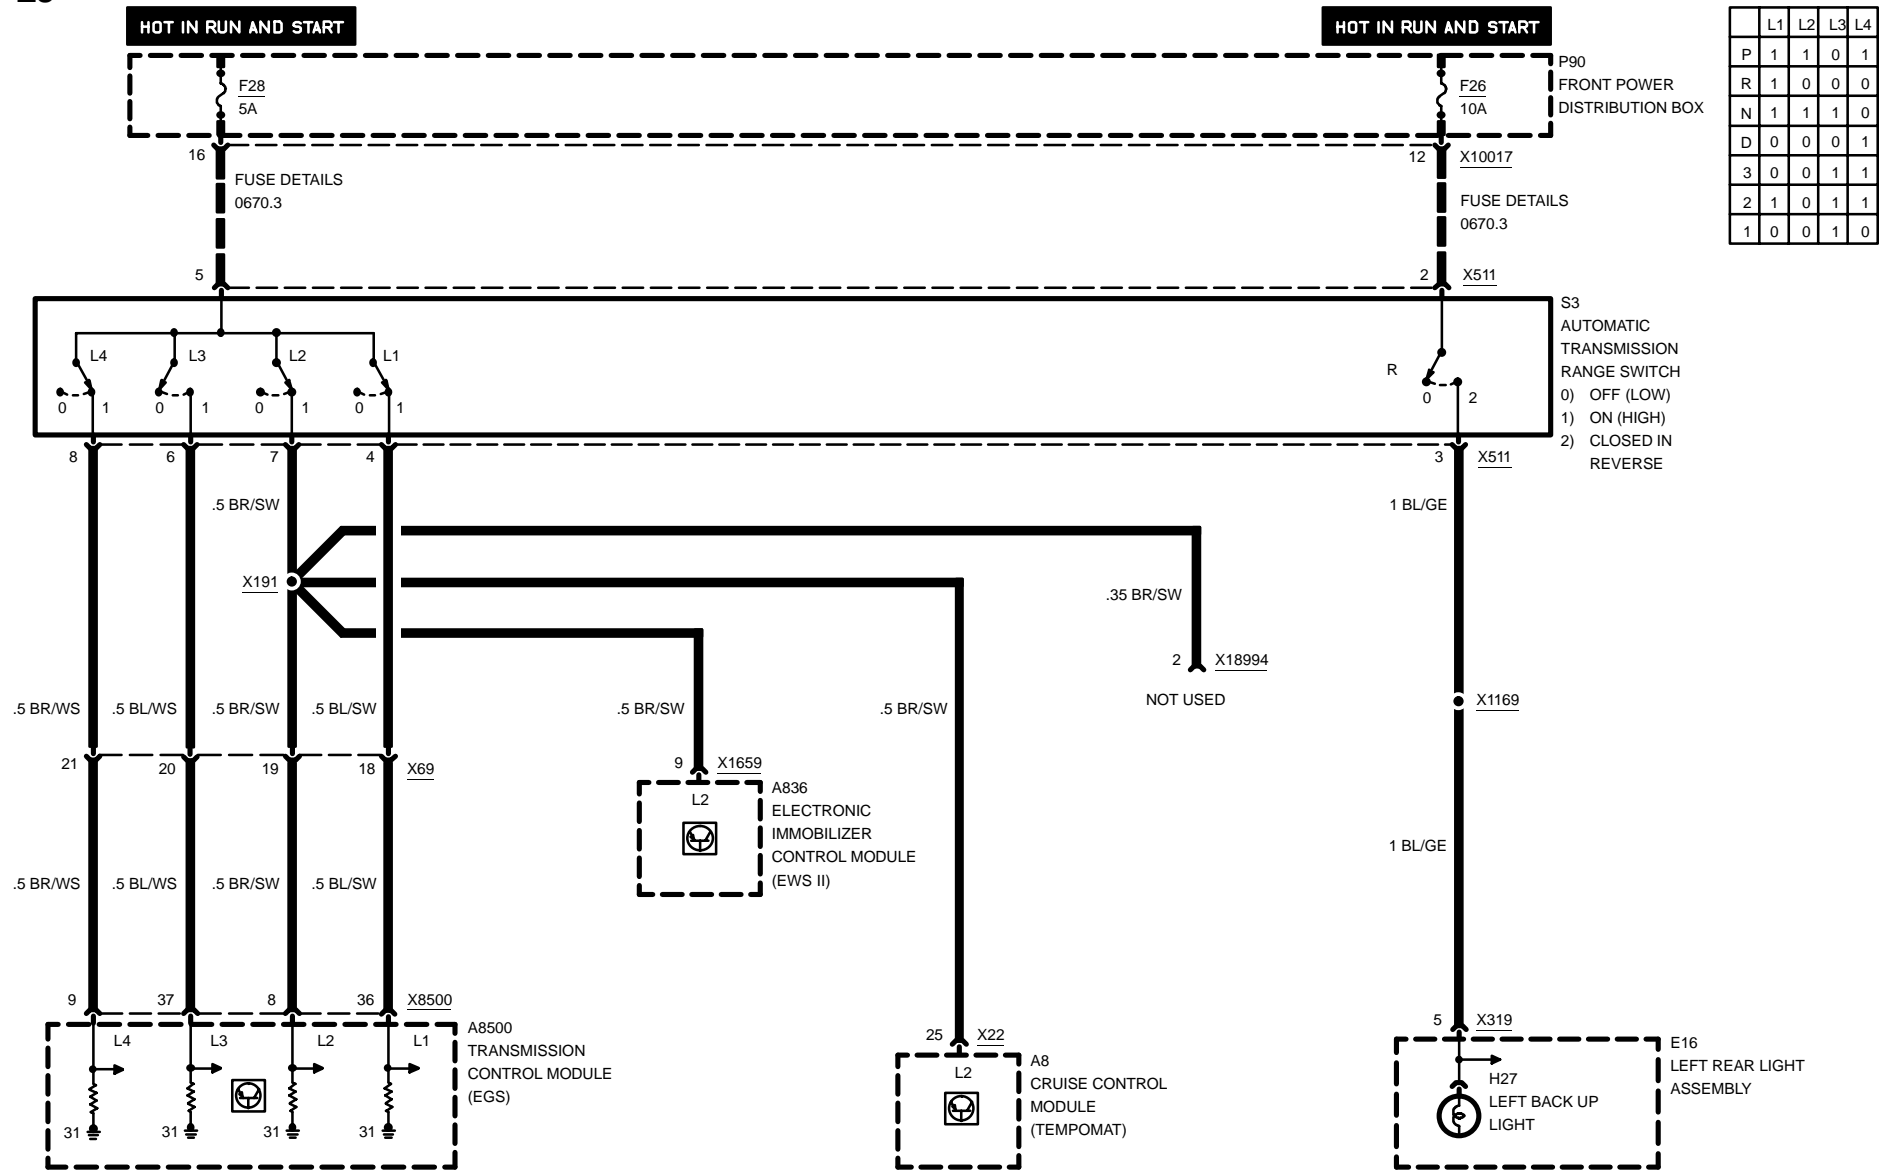 HOT IN RUN AND START
HOT IN RUN AND START
L1 L2 L3 L4
P 1 1 0 1
R 1 0 0 0
N 1 1 1 0
D 0 0 0 1
3 0 0 1 1
2 1 0 1 1
1 0 0 1 0
F28
5A
F26
10A
P90
FRONT POWER
DISTRIBUTION BOX
16
12 X10017
FUSE DETAILS
0670.3
FUSE DETAILS
0670.3
5
2 X511
L4 L3 L2 L1
0 1 0 1 0 1 0 1
R
0 2
S3
AUTOMATIC
TRANSMISSION
RANGE SWITCH
0) OFF (LOW)
1) ON (HIGH)
2) CLOSED IN
REVERSE
8 6 7 4
3 X511
.5 BR/SW
1 BL/GE
X191
.35 BR/SW
2 X18994
NOT USED
X1169
.5 BR/WS .5 BL/WS .5 BR/SW .5 BL/SW
.5 BR/SW
.5 BR/SW
21 20 19 18 X69
9 X1659
L2
A836
ELECTRONIC
IMMOBILIZER
CONTROL MODULE
(EWS II)
1 BL/GE
.5 BR/WS .5 BL/WS .5 BR/SW .5 BL/SW
9 37 8 36 X8500
L4 L3 L2 L1
31 31 31 31
A8500
TRANSMISSION
CONTROL MODULE
(EGS)
25 X22
L2
A8
CRUISE CONTROL
MODULE
(TEMPOMAT)
5 X319
H27
LEFT BACK UP
LIGHT
E16
LEFT REAR LIGHT
ASSEMBLY